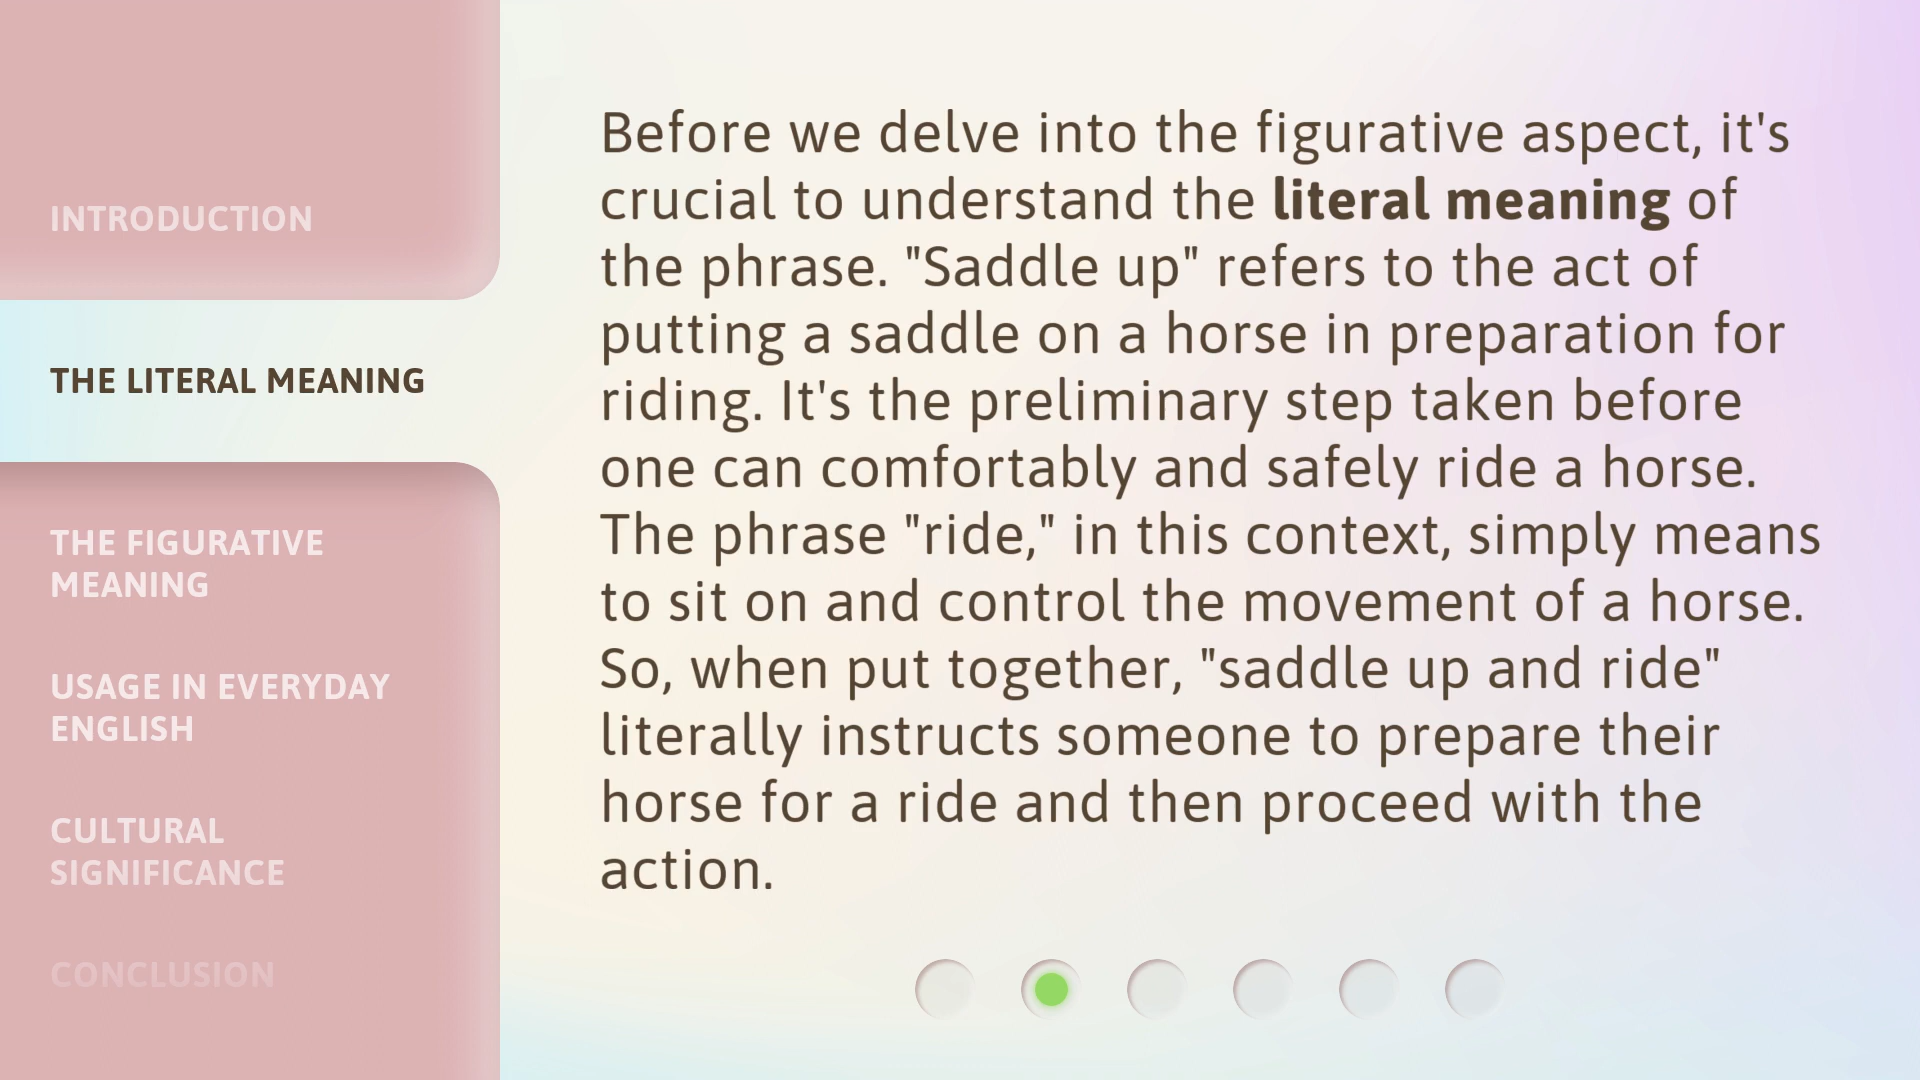 INTRODUCTION
THE LITERAL MEANING
THE FIGURATIVE
MEANING
USAGE IN EVERYDAY
ENGLISH
CULTURAL
SIGNIFICANCE
CONCLUSION
Before we delve into the figurative aspect, it's
crucial to understand the literal meaning of
the phrase. "Saddle up" refers to the act of
putting a saddle on a horse in preparation for
riding. It's the preliminary step taken before
one can comfortably and safely ride a horse.
The phrase "ride," in this context, simply means
to sit on and control the movement of a horse.
So, when put together, "saddle up and ride"
literally instructs someone to prepare their
horse for a ride and then proceed with the
action.